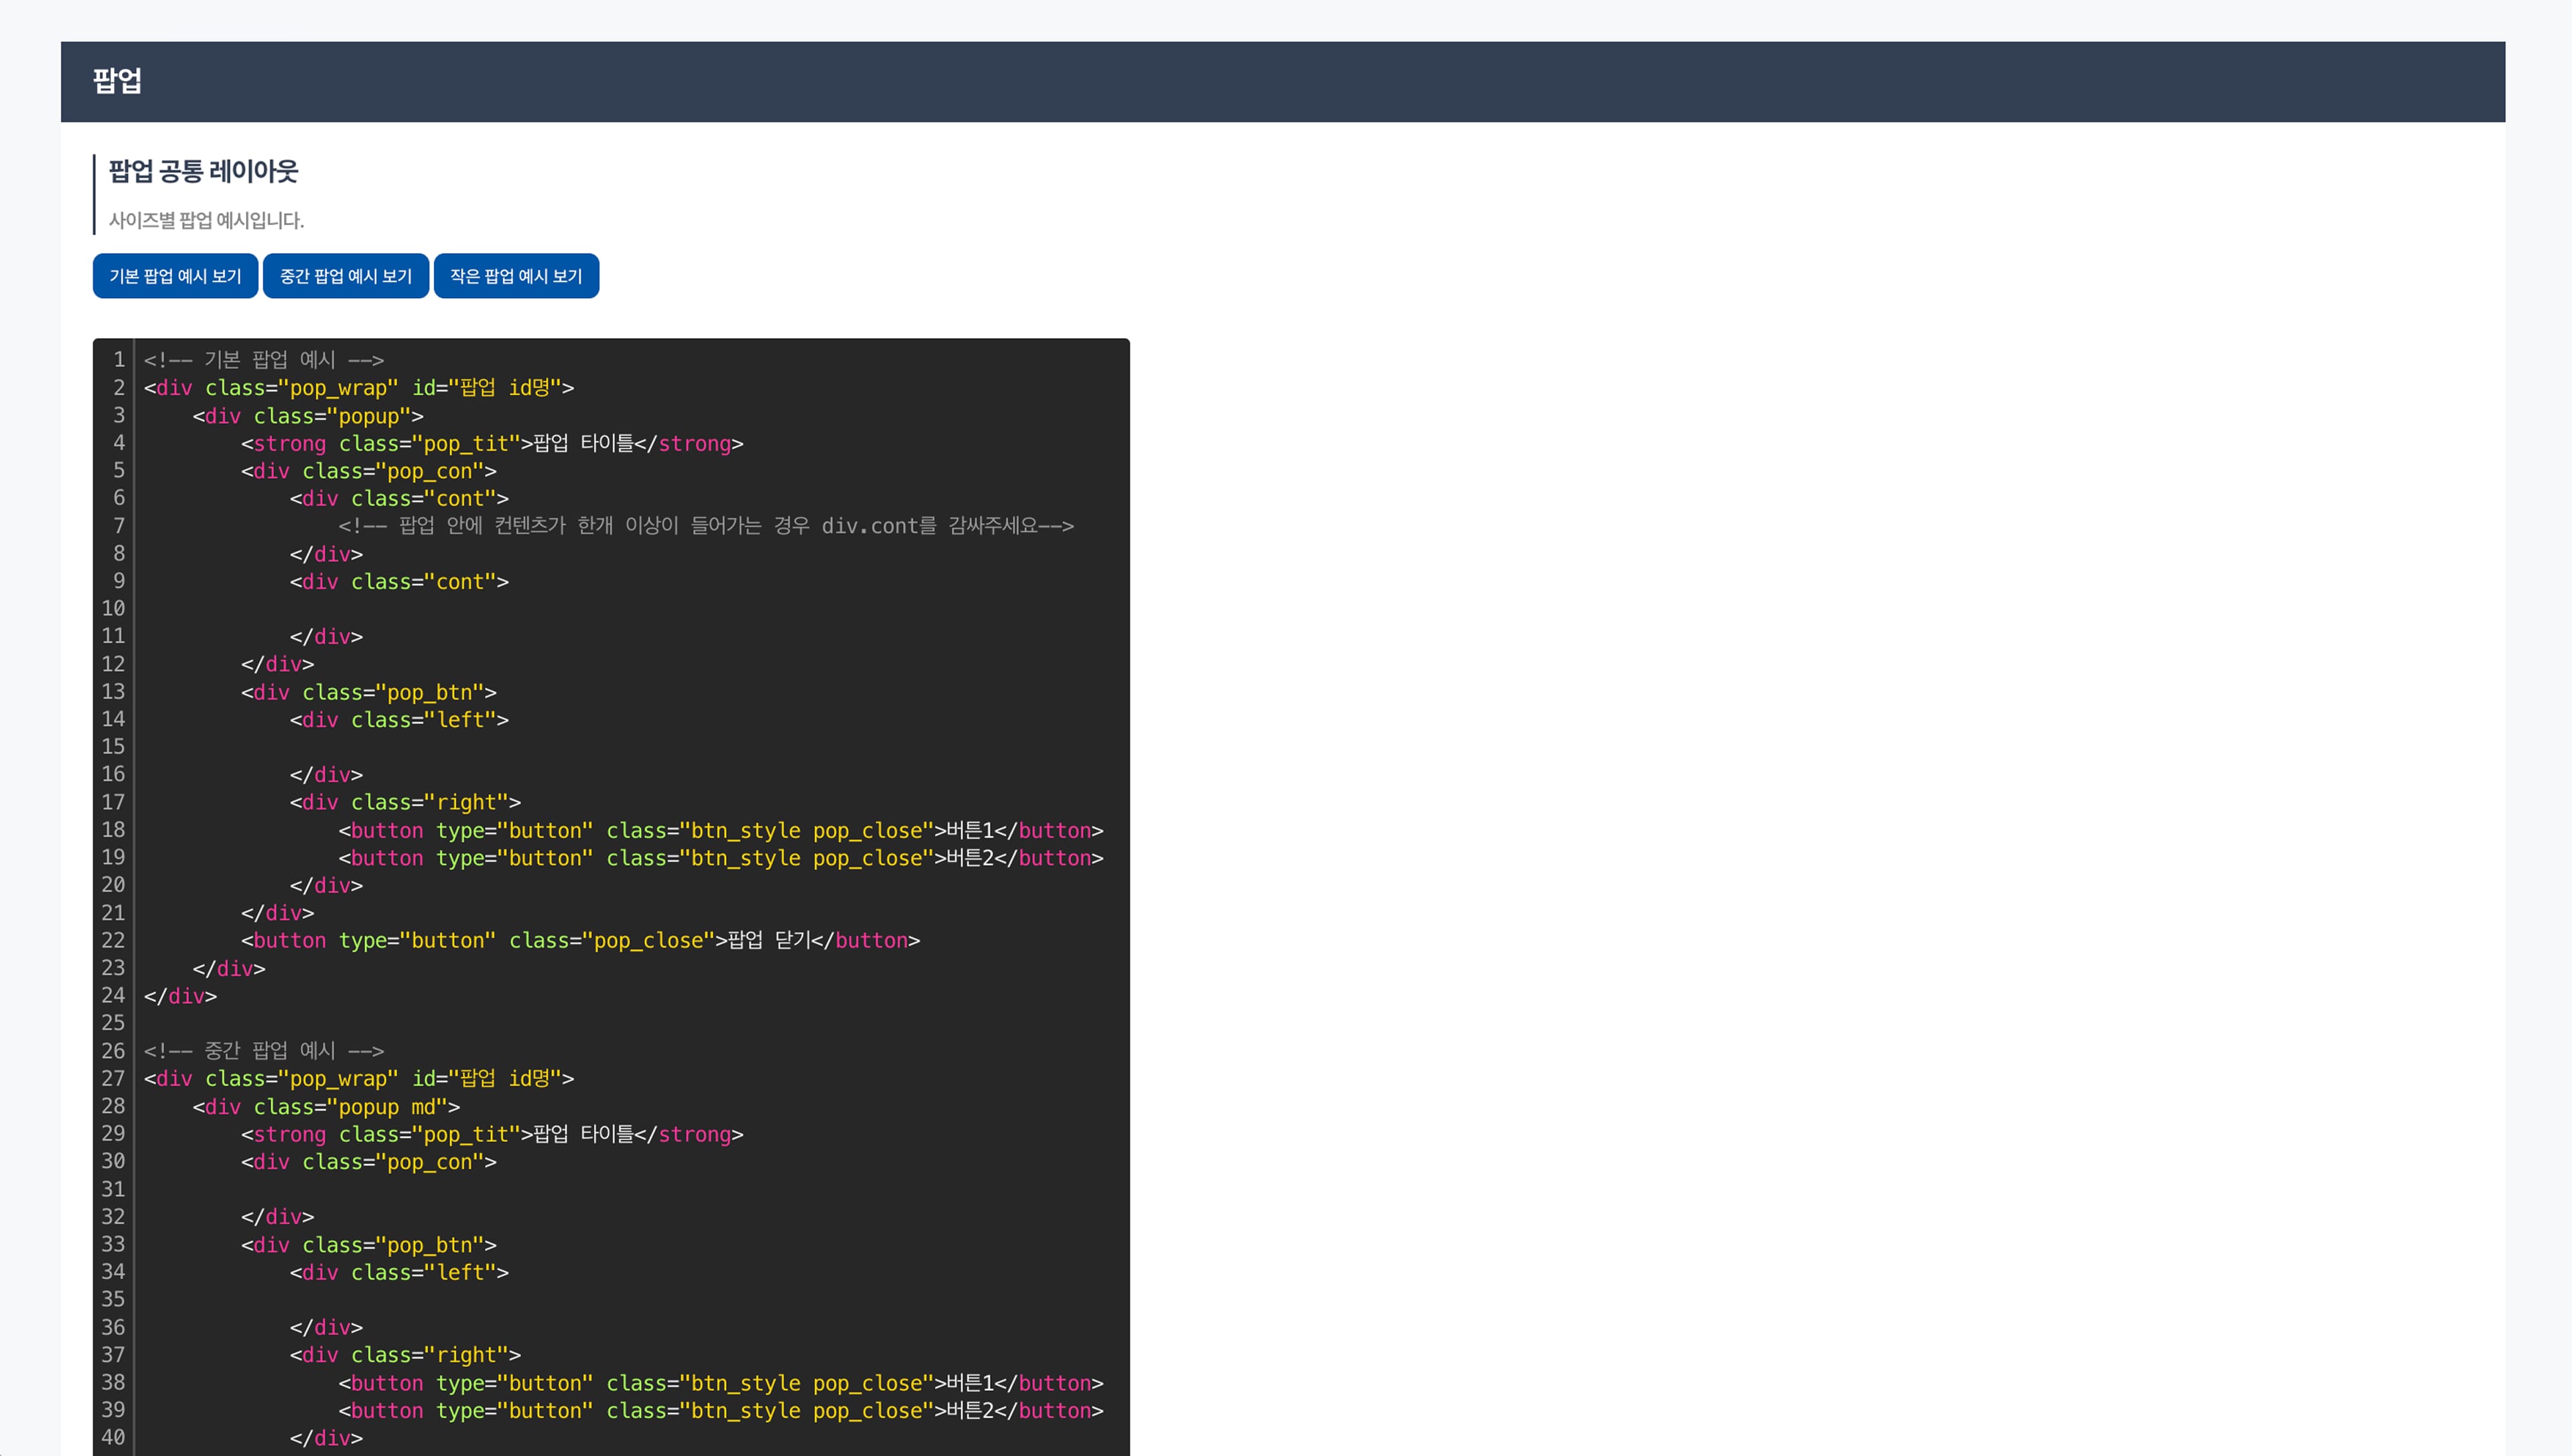 팝업
팝업 공통 레이아웃
사이즈별 팝업 예시입니다.
기본 팝업 예시 보기 중간 팝업 예시 보기 작은 팝업 예시 보기
1 <!-- 기본 팝업 예시 -->
2 <div class="pop_wrap" id="팝업 id명">
3     <div class="popup">
4         <strong class="pop_tit">팝업 타이틀</strong>
5         <div class="pop_con">
6             <div class="cont">
7                 <!-- 팝업 안에 컨텐츠가 한개 이상이 들어가는 경우 div.cont를 감싸주세요-->
8             </div>
9             <div class="cont">
10
11             </div>
12         </div>
13         <div class="pop_btn">
14             <div class="left">
15
16             </div>
17             <div class="right">
18                 <button type="button" class="btn_style pop_close">버튼1</button>
19                 <button type="button" class="btn_style pop_close">버튼2</button>
20             </div>
21         </div>
22         <button type="button" class="pop_close">팝업 닫기</button>
23     </div>
24 </div>
25
26 <!-- 중간 팝업 예시 -->
27 <div class="pop_wrap" id="팝업 id명">
28     <div class="popup md">
29         <strong class="pop_tit">팝업 타이틀</strong>
30         <div class="pop_con">
31
32         </div>
33         <div class="pop_btn">
34             <div class="left">
35
36             </div>
37             <div class="right">
38                 <button type="button" class="btn_style pop_close">버튼1</button>
39                 <button type="button" class="btn_style pop_close">버튼2</button>
40             </div>